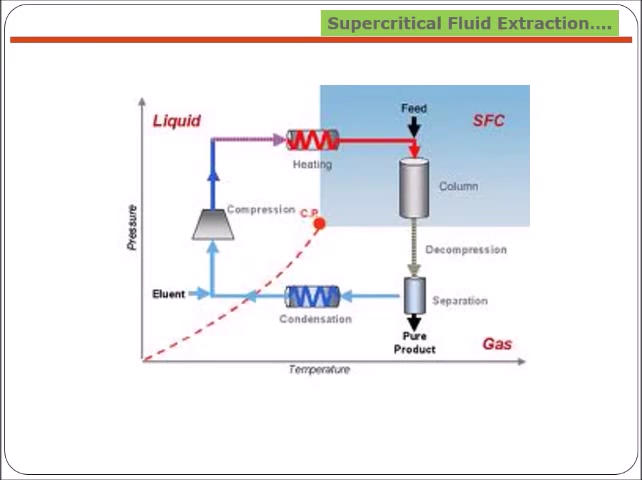 Supercritical Fluid Extraction....
Liquid
Feed
SFC
Heating
Column
Compression
C.P.
Pressure
Decompression
Eluent
Separation
Condensation
Pure
Product
Gas
Temperature